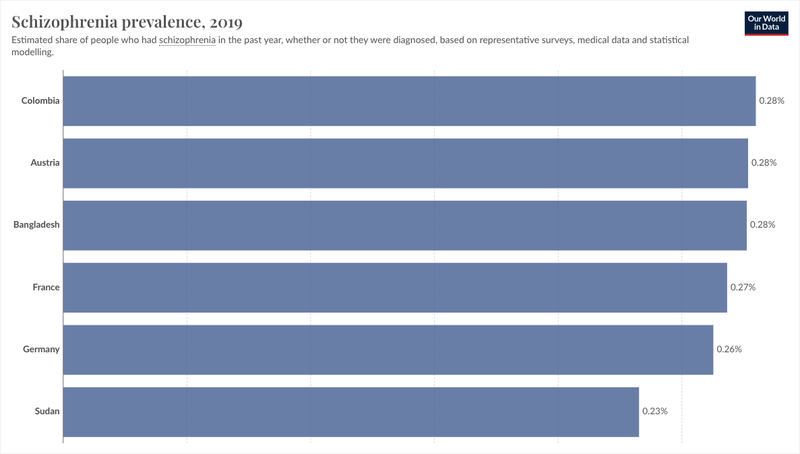 Schizophrenia prevalence, 2019
Our World
in Data
Estimated share of people who had schizophrenia in the past year, whether or not they were diagnosed, based on representative surveys, medical data and statistical
modelling.
Colombia 0.28%
Austria 0.28%
Bangladesh 0.28%
France 0.27%
Germany 0.26%
Sudan 0.23%